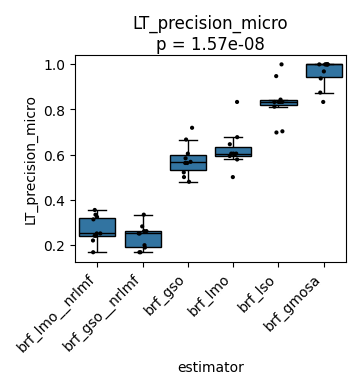 LT_precision_micro
p = 1.57e-08
LT_precision_micro
1.0
0.8
0.6
0.4
0.2
brf_lmo__nrlmf
brf_gso__nrlmf
brf_gso
brf_lmo
brf_lso
brf_gmosa
estimator